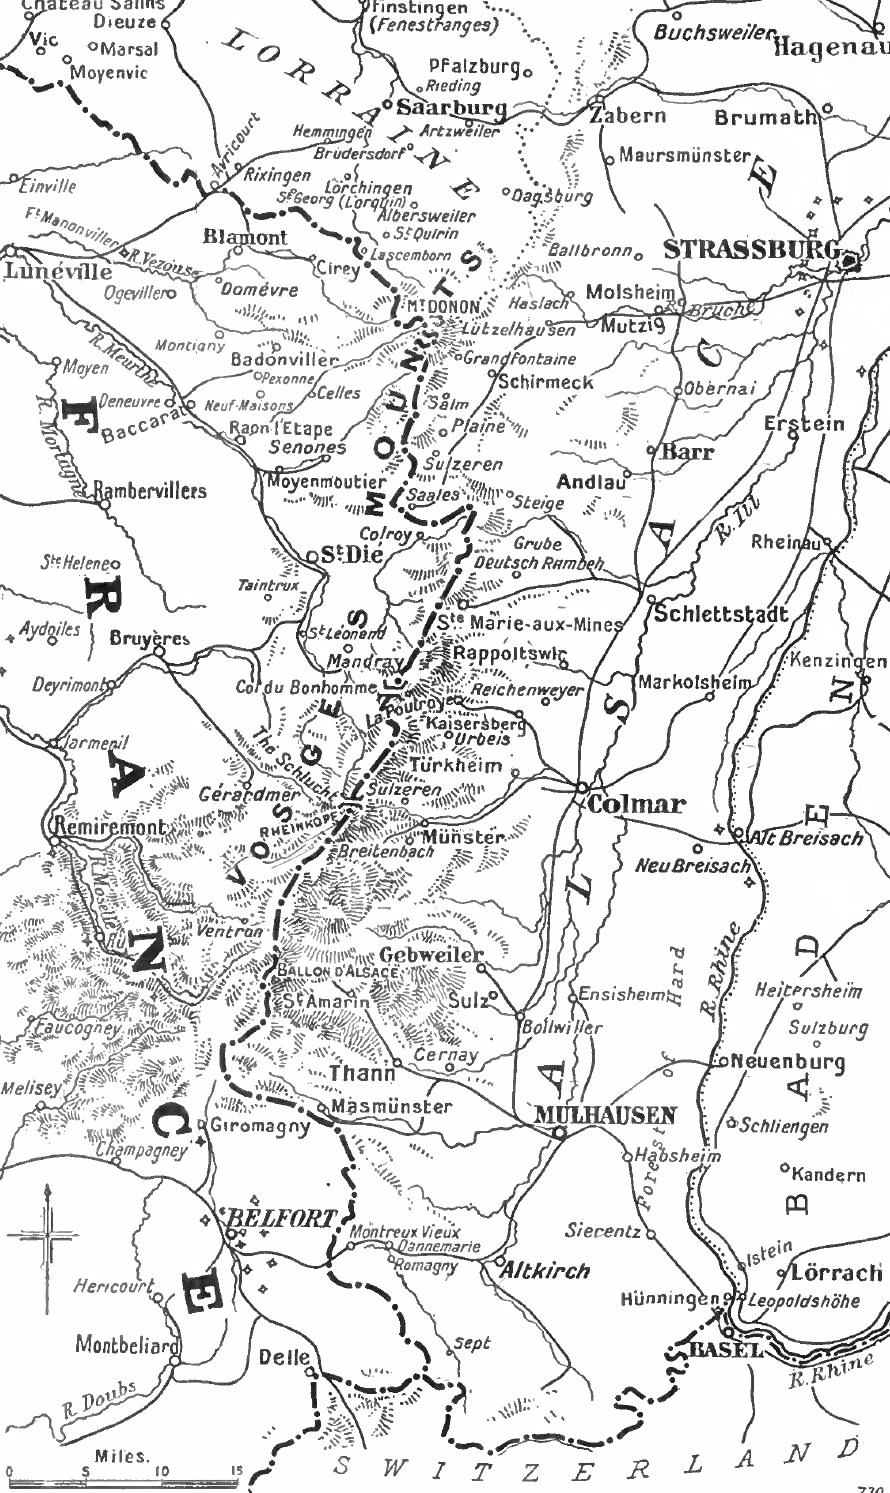 Chateau Salins
Dieuze
Vic
Marsal
Moyenvic
Finstingen
(Fenestranges)
Buchsweiler
Hagenau
LORRAINE
Pfalzburg
Rieding
Saarburg
Zabern
Brumath
Avricourt
Hemmingen
Artzweiler
Brüdersdorf
Maursmünster
Rixingen
Lörchingen
St Georg (Lorquin)
Dagsburg
Einville
Albersweiler
St Quirin
Ft Manonviller
Blamont
Lascemborn
Ballbronn
STRASSBURG
R. Vezouse
Lunéville
Cirey
Ogeviller
Domévre
Mt DONON
Haslach
Molsheim
R. Bruche
Lützelhausen
Mutzig
R. Meurthe
Montigny
Badonviller
Grandfontaine
Moyen
Pexonne
Celles
Schirmeck
Obernai
Deneuvre
Neuf-Maisons
Salm
Baccarat
R. Mortagne
Raon l'Etape
Plaine
Erstein
Senones
Barr
Sulzeren
Moyenmoutier
Andlau
Rambervillers
Saales
Steige
R. Ill
Colroy
St Die
Grube
Rheinau
Ste Helene
Deutsch Rumbeh
Taintrux
Ste Marie-aux-Mines
Schlettstadt
Aydoiles
Bruyères
St Leonard
Mandray
Rappoltswlr
Kenzingen
Deyrimont
Col du Bonhomme
Reichenweyer
Markolsheim
La Poutroye
Kaisersberg
Urbeis
Jarmenil
The Schlucht
Türkheim
Gérardmer
Sulzeren
Colmar
RHEINKOPF
Remiremont
Münster
Alt Breisach
Breitenbach
Neu Breisach
R. Moselle
Ventron
Gebweiler
R. Rhine
BALLON D'ALSACE
St Amarin
Sulz
Ensisheim
Heitersheim
Bollwiller
Sulzburg
Faucogney
Cernay
Thann
Neuenburg
Melisey
Masmünster
Forest of Hard
MULHAUSEN
Giromagny
Schliengen
Champagney
Habsheim
Kandern
BELFORT
Montreux Vieux
Dannemarie
Romagny
Sierentz
Istein
Altkirch
Lörrach
Hericourt
Hünningen
Leopoldshöhe
Montbeliard
Delle
Sept
BASEL
R. Rhine
R. Doubs
FRANCE
VOSGES MOUNTS
ALSACE
BADEN
SWITZERLAND
Miles.
0 5 10 15